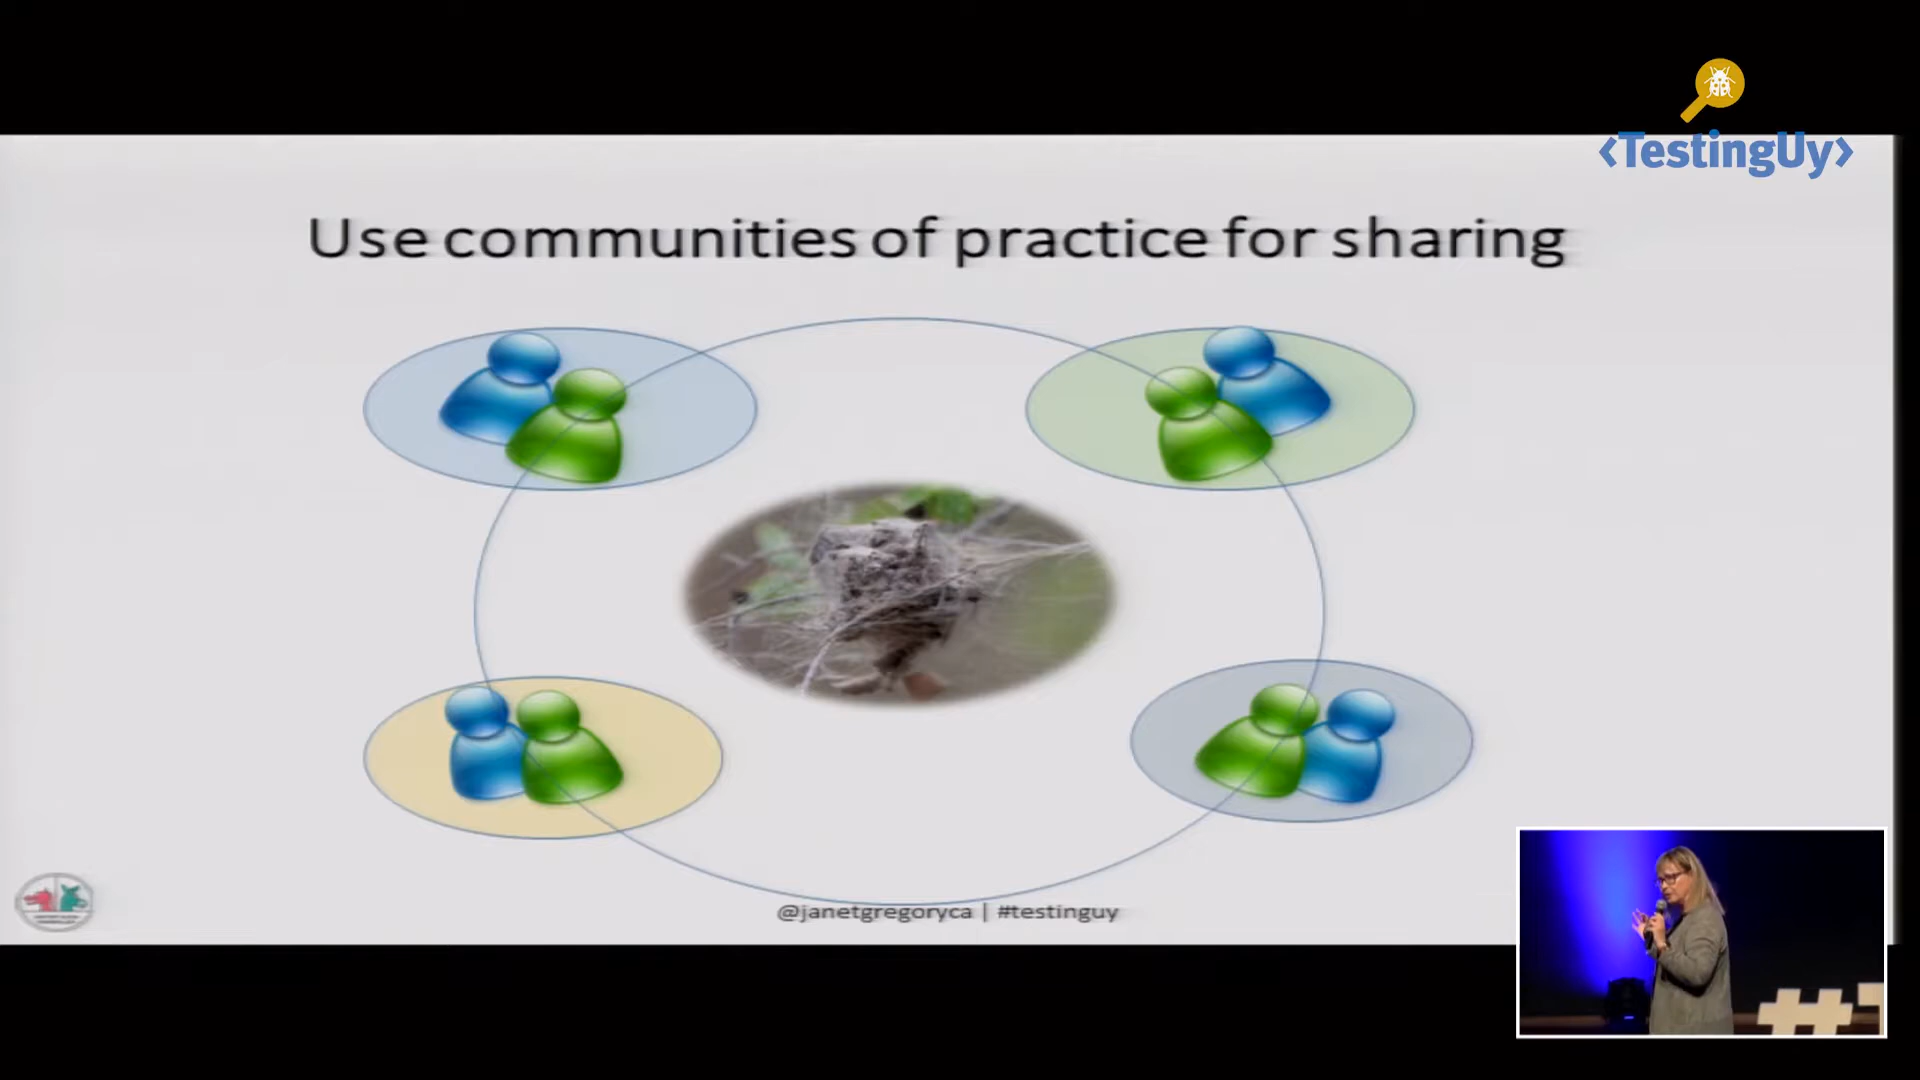 <TestingUy>
Use communities of practice for sharing
@janetgregoryca | #testinguy
#